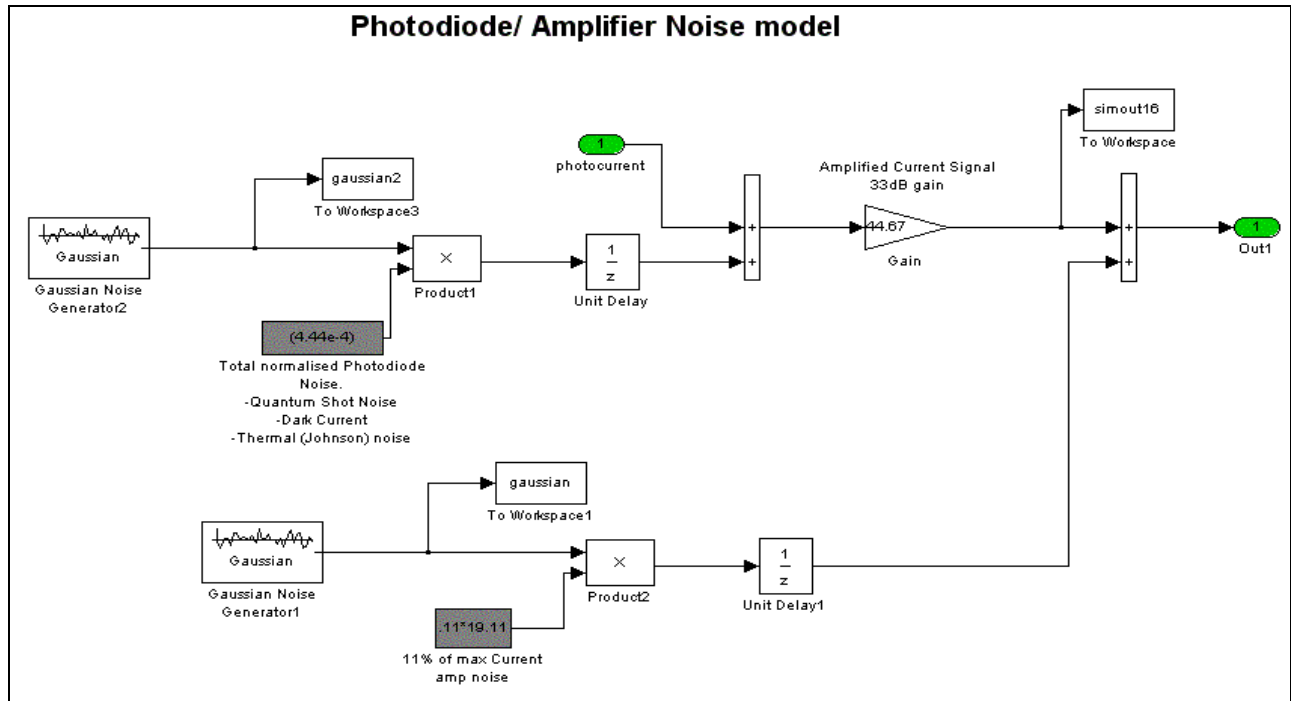 Photodiode/ Amplifier Noise model
simout16
To Workspace
1
photocurrent
Amplified Current Signal
33dB gain
44.67
Gain
+
+
+
+
1
Out1
gaussian2
To Workspace3
Gaussian
Gaussian Noise
Generator2
×
Product1
1
z
Unit Delay
(4.44e-4)
Total normalised Photodiode
Noise.
-Quantum Shot Noise
-Dark Current
-Thermal (Johnson) noise
gaussian
To Workspace1
Gaussian
Gaussian Noise
Generator1
×
Product2
1
z
Unit Delay1
.11*19.11
11% of max Current
amp noise